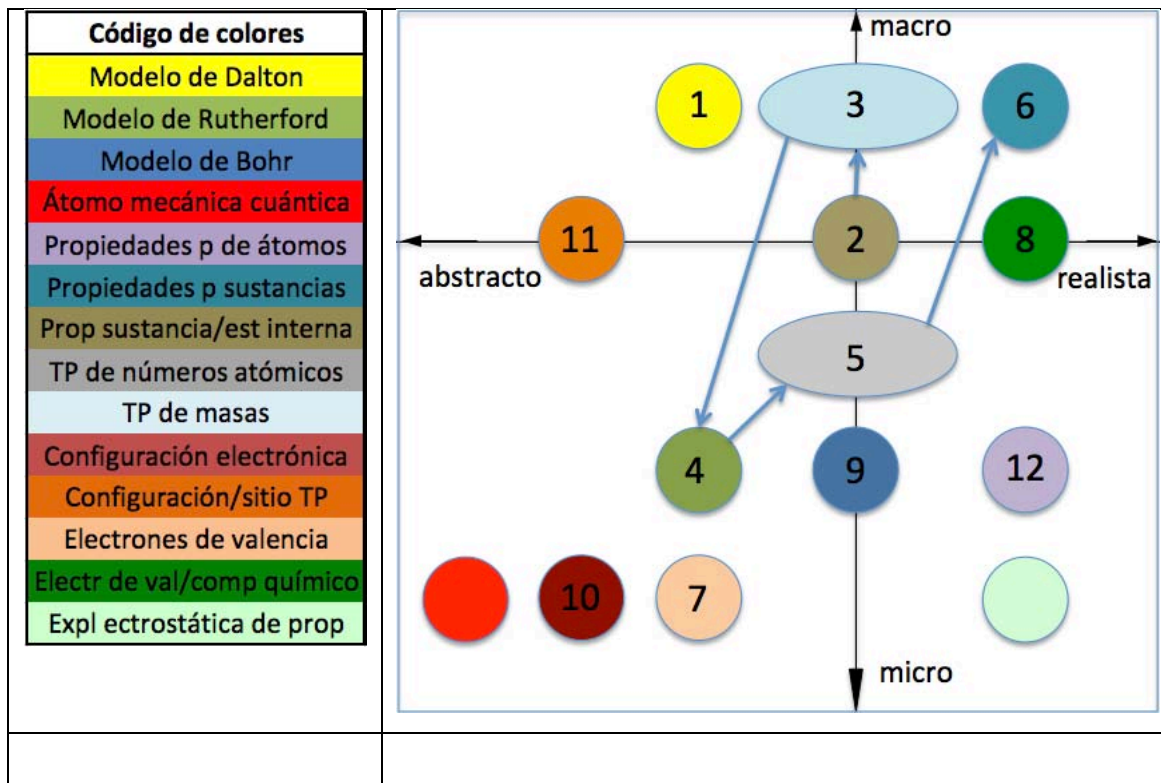 Código de colores
Modelo de Dalton
Modelo de Rutherford
Modelo de Bohr
Átomo mecánica cuántica
Propiedades p de átomos
Propiedades p sustancias
Prop sustancia/est interna
TP de números atómicos
TP de masas
Configuración electrónica
Configuración/sitio TP
Electrones de valencia
Electr de val/comp químico
Expl ectrostática de prop
macro
1
3
6
11
2
8
abstracto
realista
5
4
9
12
10
7
micro